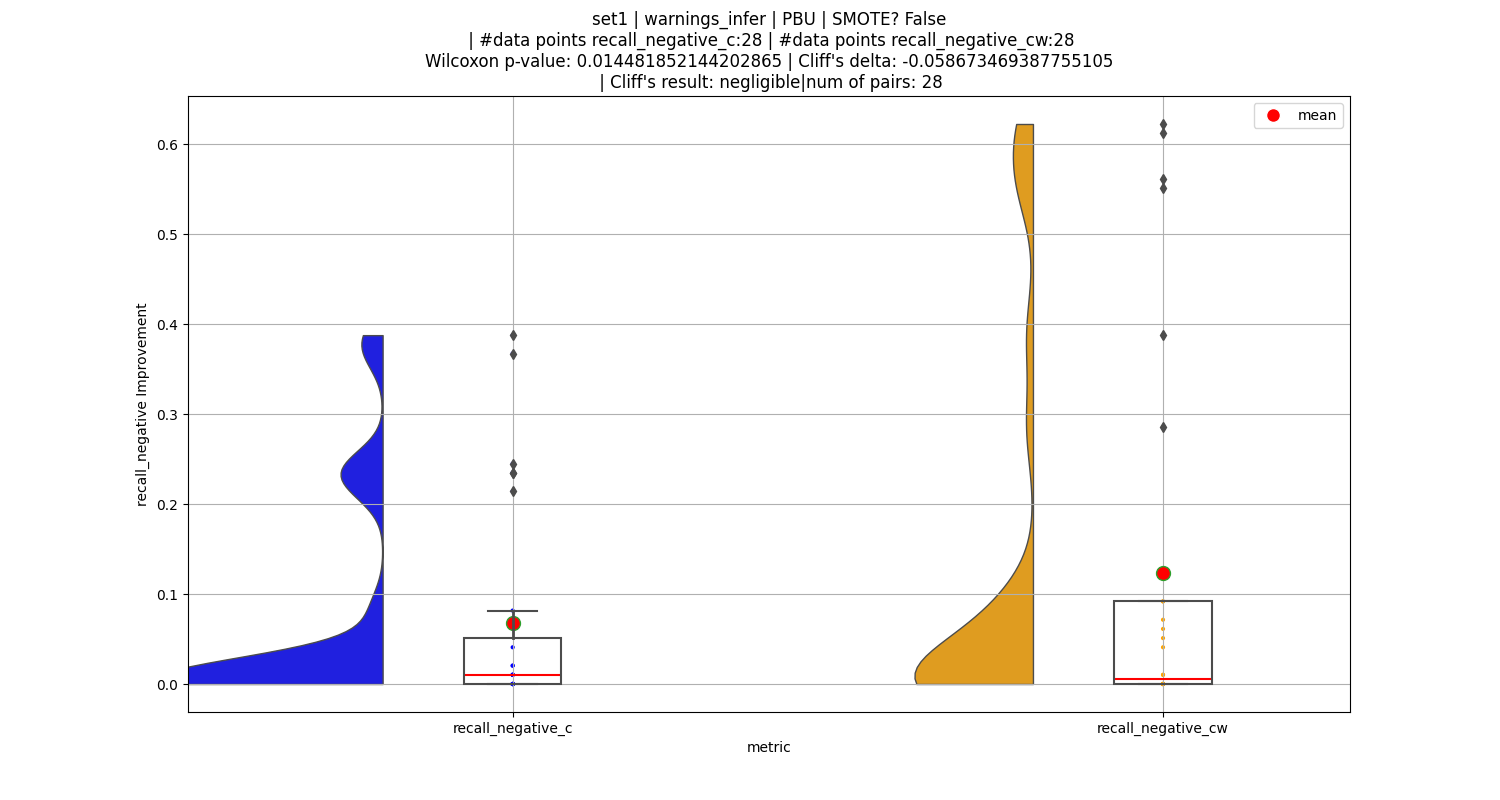 set1 | warnings_infer | PBU | SMOTE? False
| #data points recall_negative_c:28 | #data points recall_negative_cw:28
Wilcoxon p-value: 0.014481852144202865 | Cliff's delta: -0.058673469387755105
| Cliff's result: negligible|num of pairs: 28
mean
0.6
0.5
0.4
0.3
0.2
0.1
0.0
recall_negative Improvement
recall_negative_c
recall_negative_cw
metric